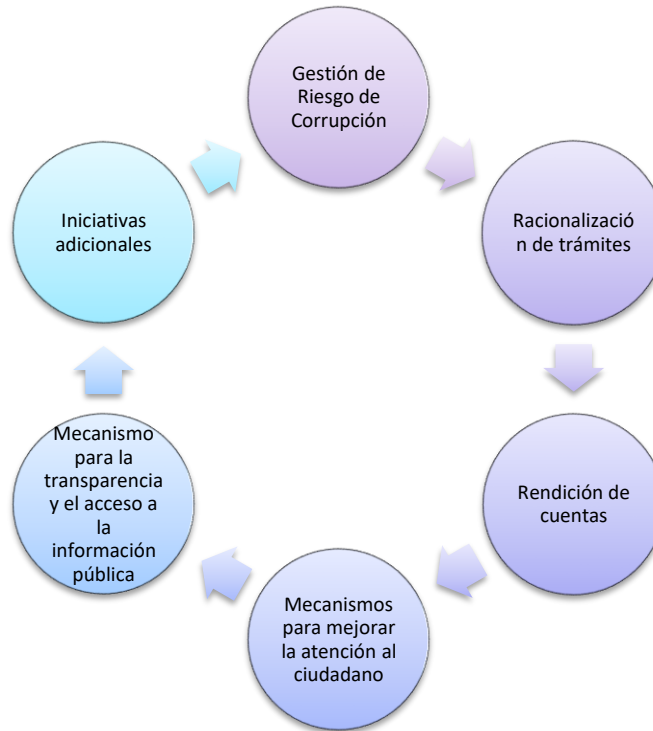 Gestión de
Riesgo de
Corrupción
Racionalizació
n de trámites
Rendición de
cuentas
Mecanismos
para mejorar
la atención al
ciudadano
Mecanismo
para la
transparencia
y el acceso a
la
información
pública
Iniciativas
adicionales